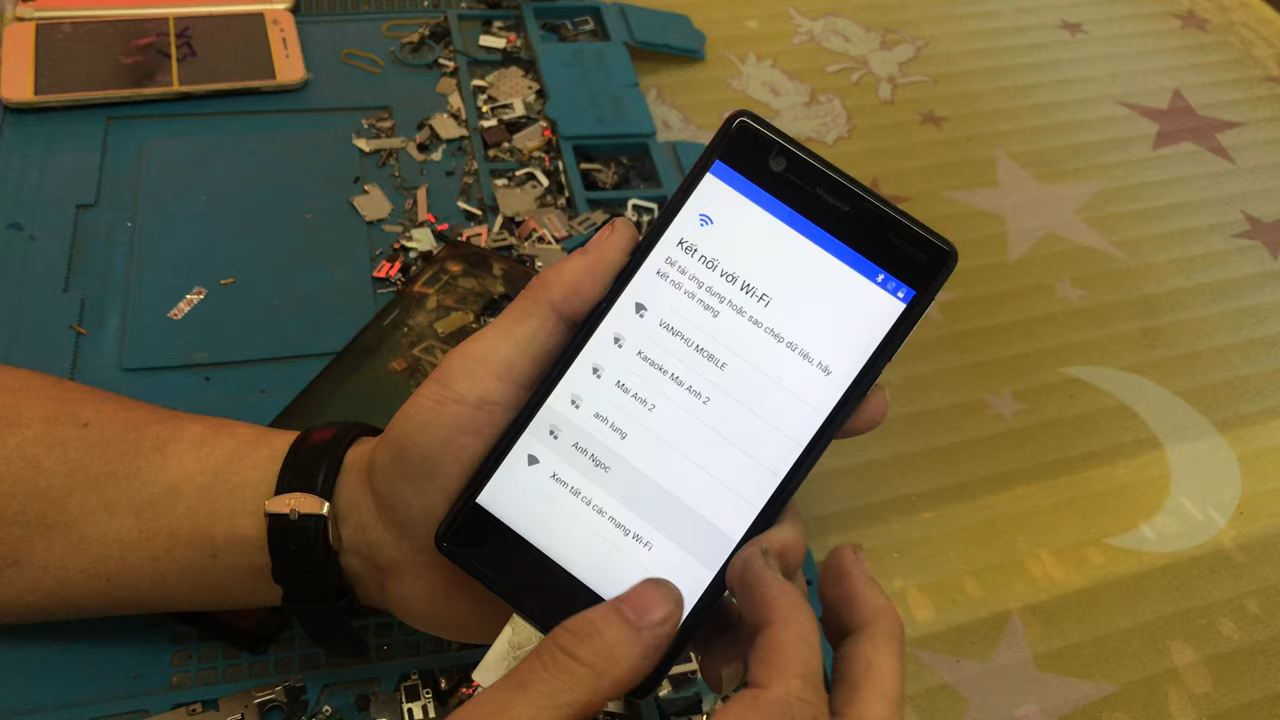 Kết nối với Wi-Fi
Để tải ứng dụng hoặc sao chép dữ liệu, hãy
kết nối với mạng
VANPHU MOBILE
Karaoke Mai Anh 2
Mai Anh 2
anh lung
Anh Ngoc
Xem tất cả các mạng Wi-Fi
NOKIA